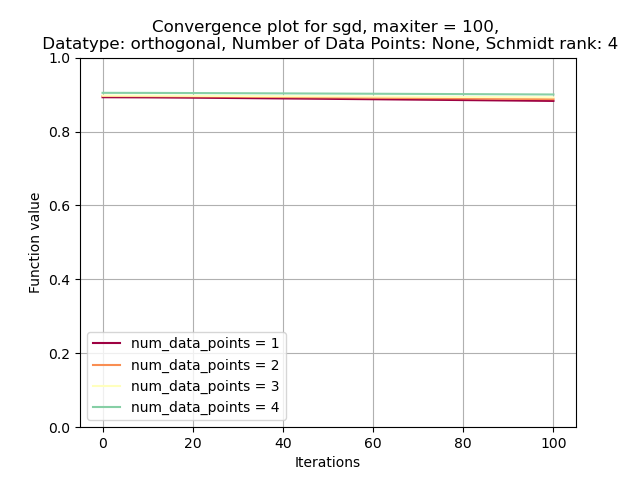 Convergence plot for sgd, maxiter = 100,
Datatype: orthogonal, Number of Data Points: None, Schmidt rank: 4
1.0
0.8
0.6
0.4
0.2
0.0
Function value
num_data_points = 1
num_data_points = 2
num_data_points = 3
num_data_points = 4
0 20 40 60 80 100
Iterations